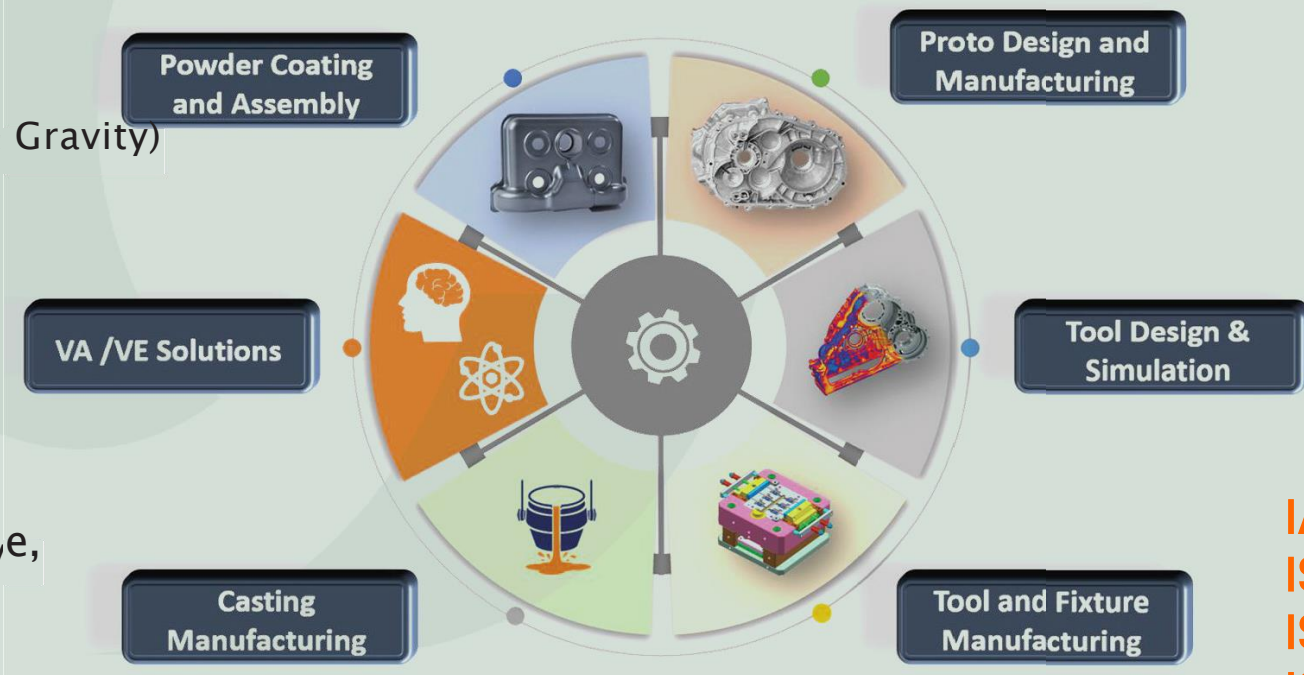 Powder Coating
and Assembly
Proto Design and
Manufacturing
Gravity)
VA /VE Solutions
Tool Design &
Simulation
Casting
Manufacturing
Tool and Fixture
Manufacturing